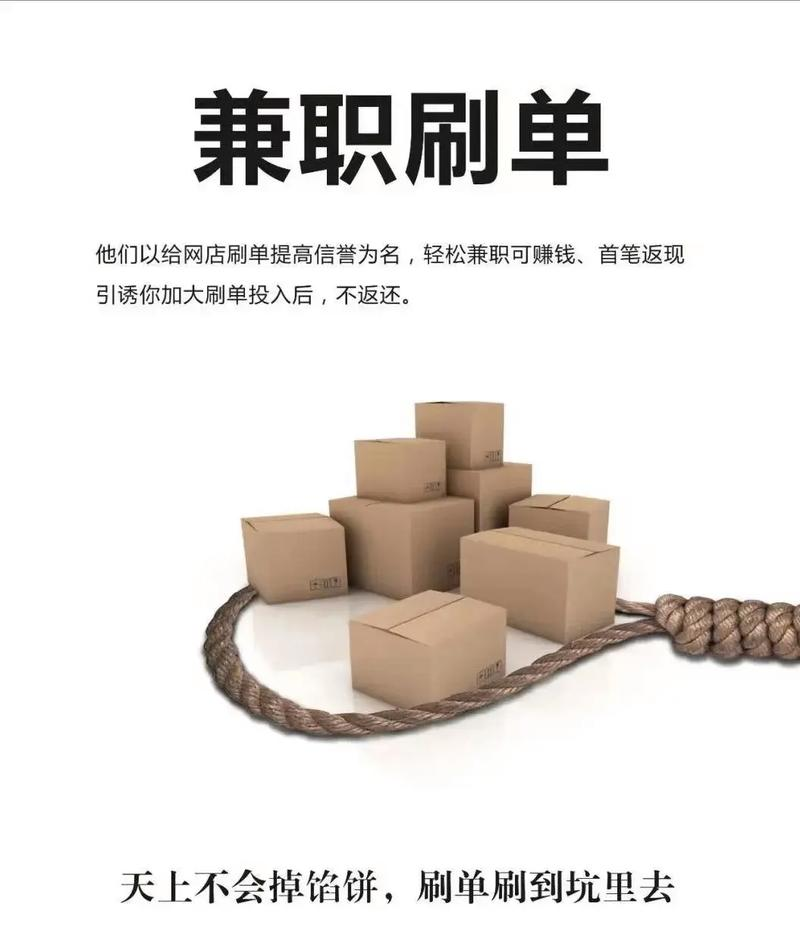 兼职刷单
他们以给网店刷单提高信誉为名，轻松兼职可赚钱、首笔返现
引诱你加大刷单投入后，不返还。
天上不会掉馅饼，刷单刷到坑里去